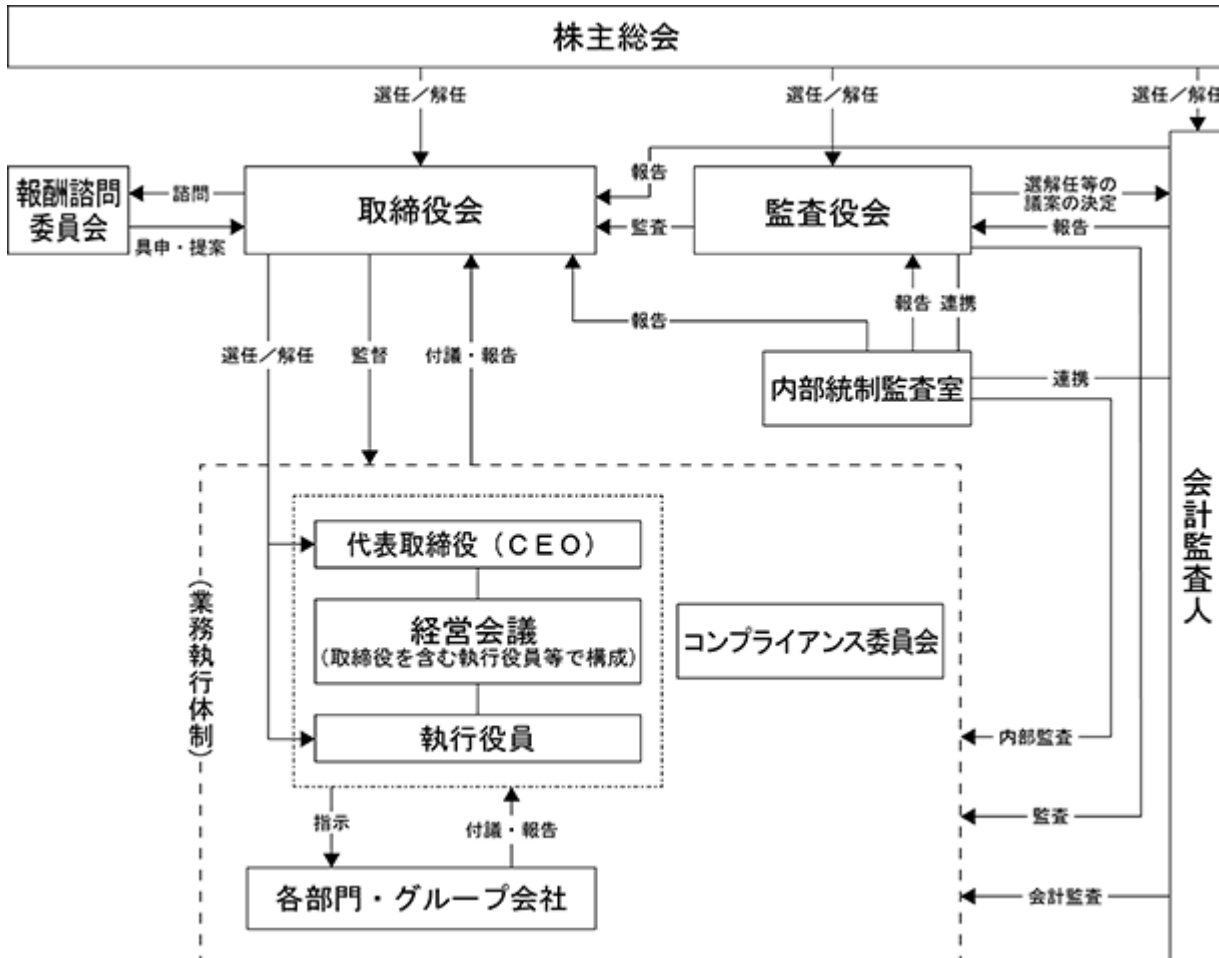 株主総会
選任／解任
選任／解任
選任／解任
報酬諮問
委員会
諮問
具申・提案
取締役会
報告
監査
監査役会
選解任等の
議案の決定
報告
報告
報告
連携
選任／解任
監督
付議・報告
内部統制監査室
連携
会計監査人
(業務執行体制)
代表取締役（ＣＥＯ）
経営会議
(取締役を含む執行役員等で構成)
執行役員
コンプライアンス委員会
内部監査
監査
会計監査
指示
付議・報告
各部門・グループ会社